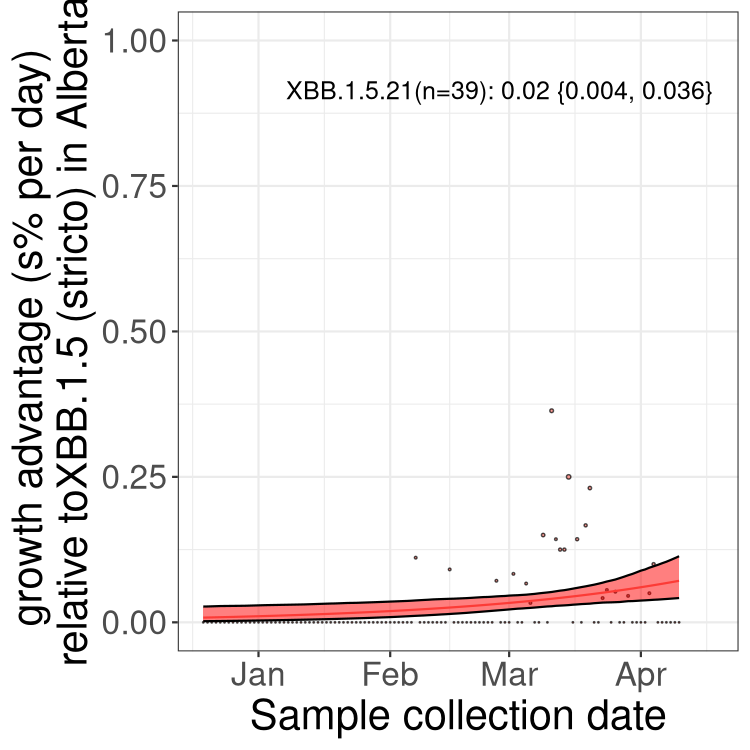 growth advantage (s% per day)
relative toXBB.1.5 (stricto) in Alberta
1.00
0.75
0.50
0.25
0.00
XBB.1.5.21(n=39): 0.02 {0.004, 0.036}
Jan Feb Mar Apr
Sample collection date